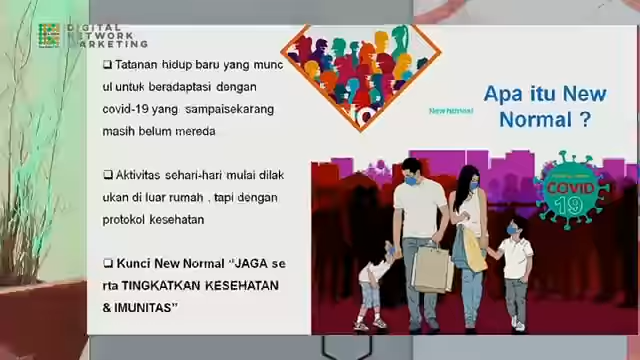 DIGITAL
NETWORK
MARKETING
❑ Tatanan hidup baru yang munc
ul untuk beradaptasi dengan
covid-19 yang sampaisekarang
masih belum mereda
❑ Aktivitas sehari-hari mulai dilak
ukan di luar rumah , tapi dengan
protokol kesehatan
❑ Kunci New Normal "JAGA se
rta TINGKATKAN KESEHATAN
& IMUNITAS"
New Normal
Apa itu New
Normal ?
COVID
19